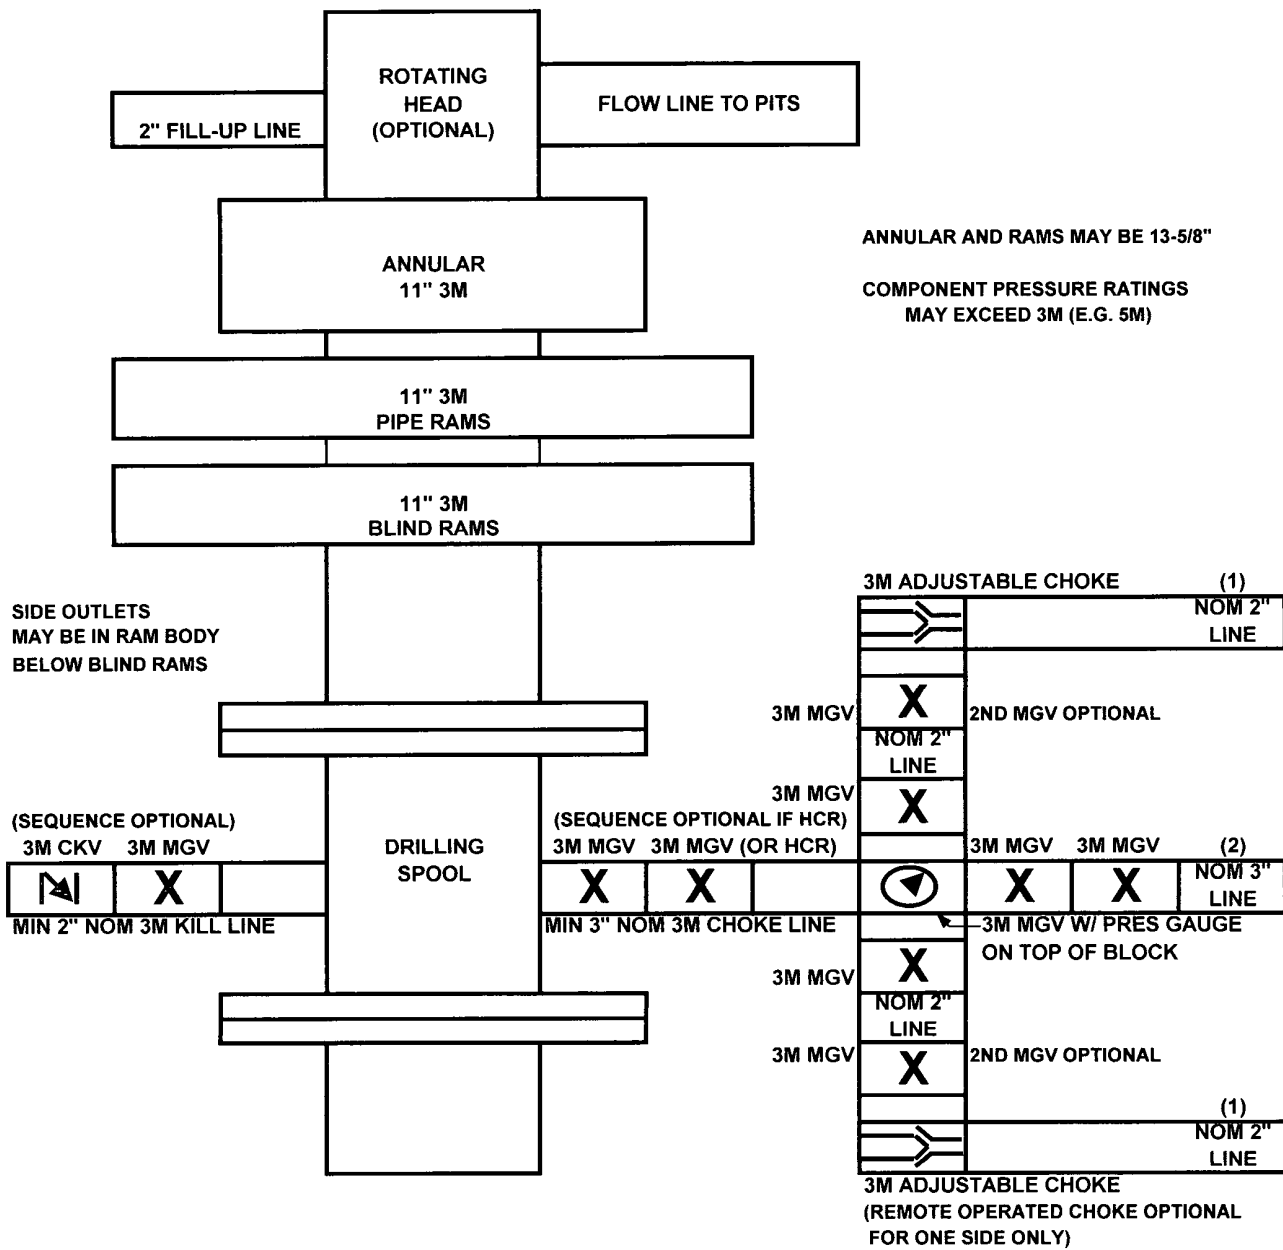 ROTATING
HEAD
(OPTIONAL)
2" FILL-UP LINE
FLOW LINE TO PITS
ANNULAR
11" 3M
ANNULAR AND RAMS MAY BE 13-5/8"
COMPONENT PRESSURE RATINGS
MAY EXCEED 3M (E.G. 5M)
11" 3M
PIPE RAMS
11" 3M
BLIND RAMS
SIDE OUTLETS
MAY BE IN RAM BODY
BELOW BLIND RAMS
3M ADJUSTABLE CHOKE (1)
NOM 2"
LINE
3M MGV
X
2ND MGV OPTIONAL
NOM 2"
LINE
3M MGV
X
(SEQUENCE OPTIONAL)
3M CKV 3M MGV
X
MIN 2" NOM 3M KILL LINE
DRILLING
SPOOL
(SEQUENCE OPTIONAL IF HCR)
3M MGV 3M MGV (OR HCR)
X X
MIN 3" NOM 3M CHOKE LINE
3M MGV 3M MGV (2)
X X
NOM 3"
LINE
3M MGV W/ PRES GAUGE
ON TOP OF BLOCK
3M MGV
X
NOM 2"
LINE
3M MGV
X
2ND MGV OPTIONAL
(1)
NOM 2"
LINE
3M ADJUSTABLE CHOKE
(REMOTE OPERATED CHOKE OPTIONAL
FOR ONE SIDE ONLY)